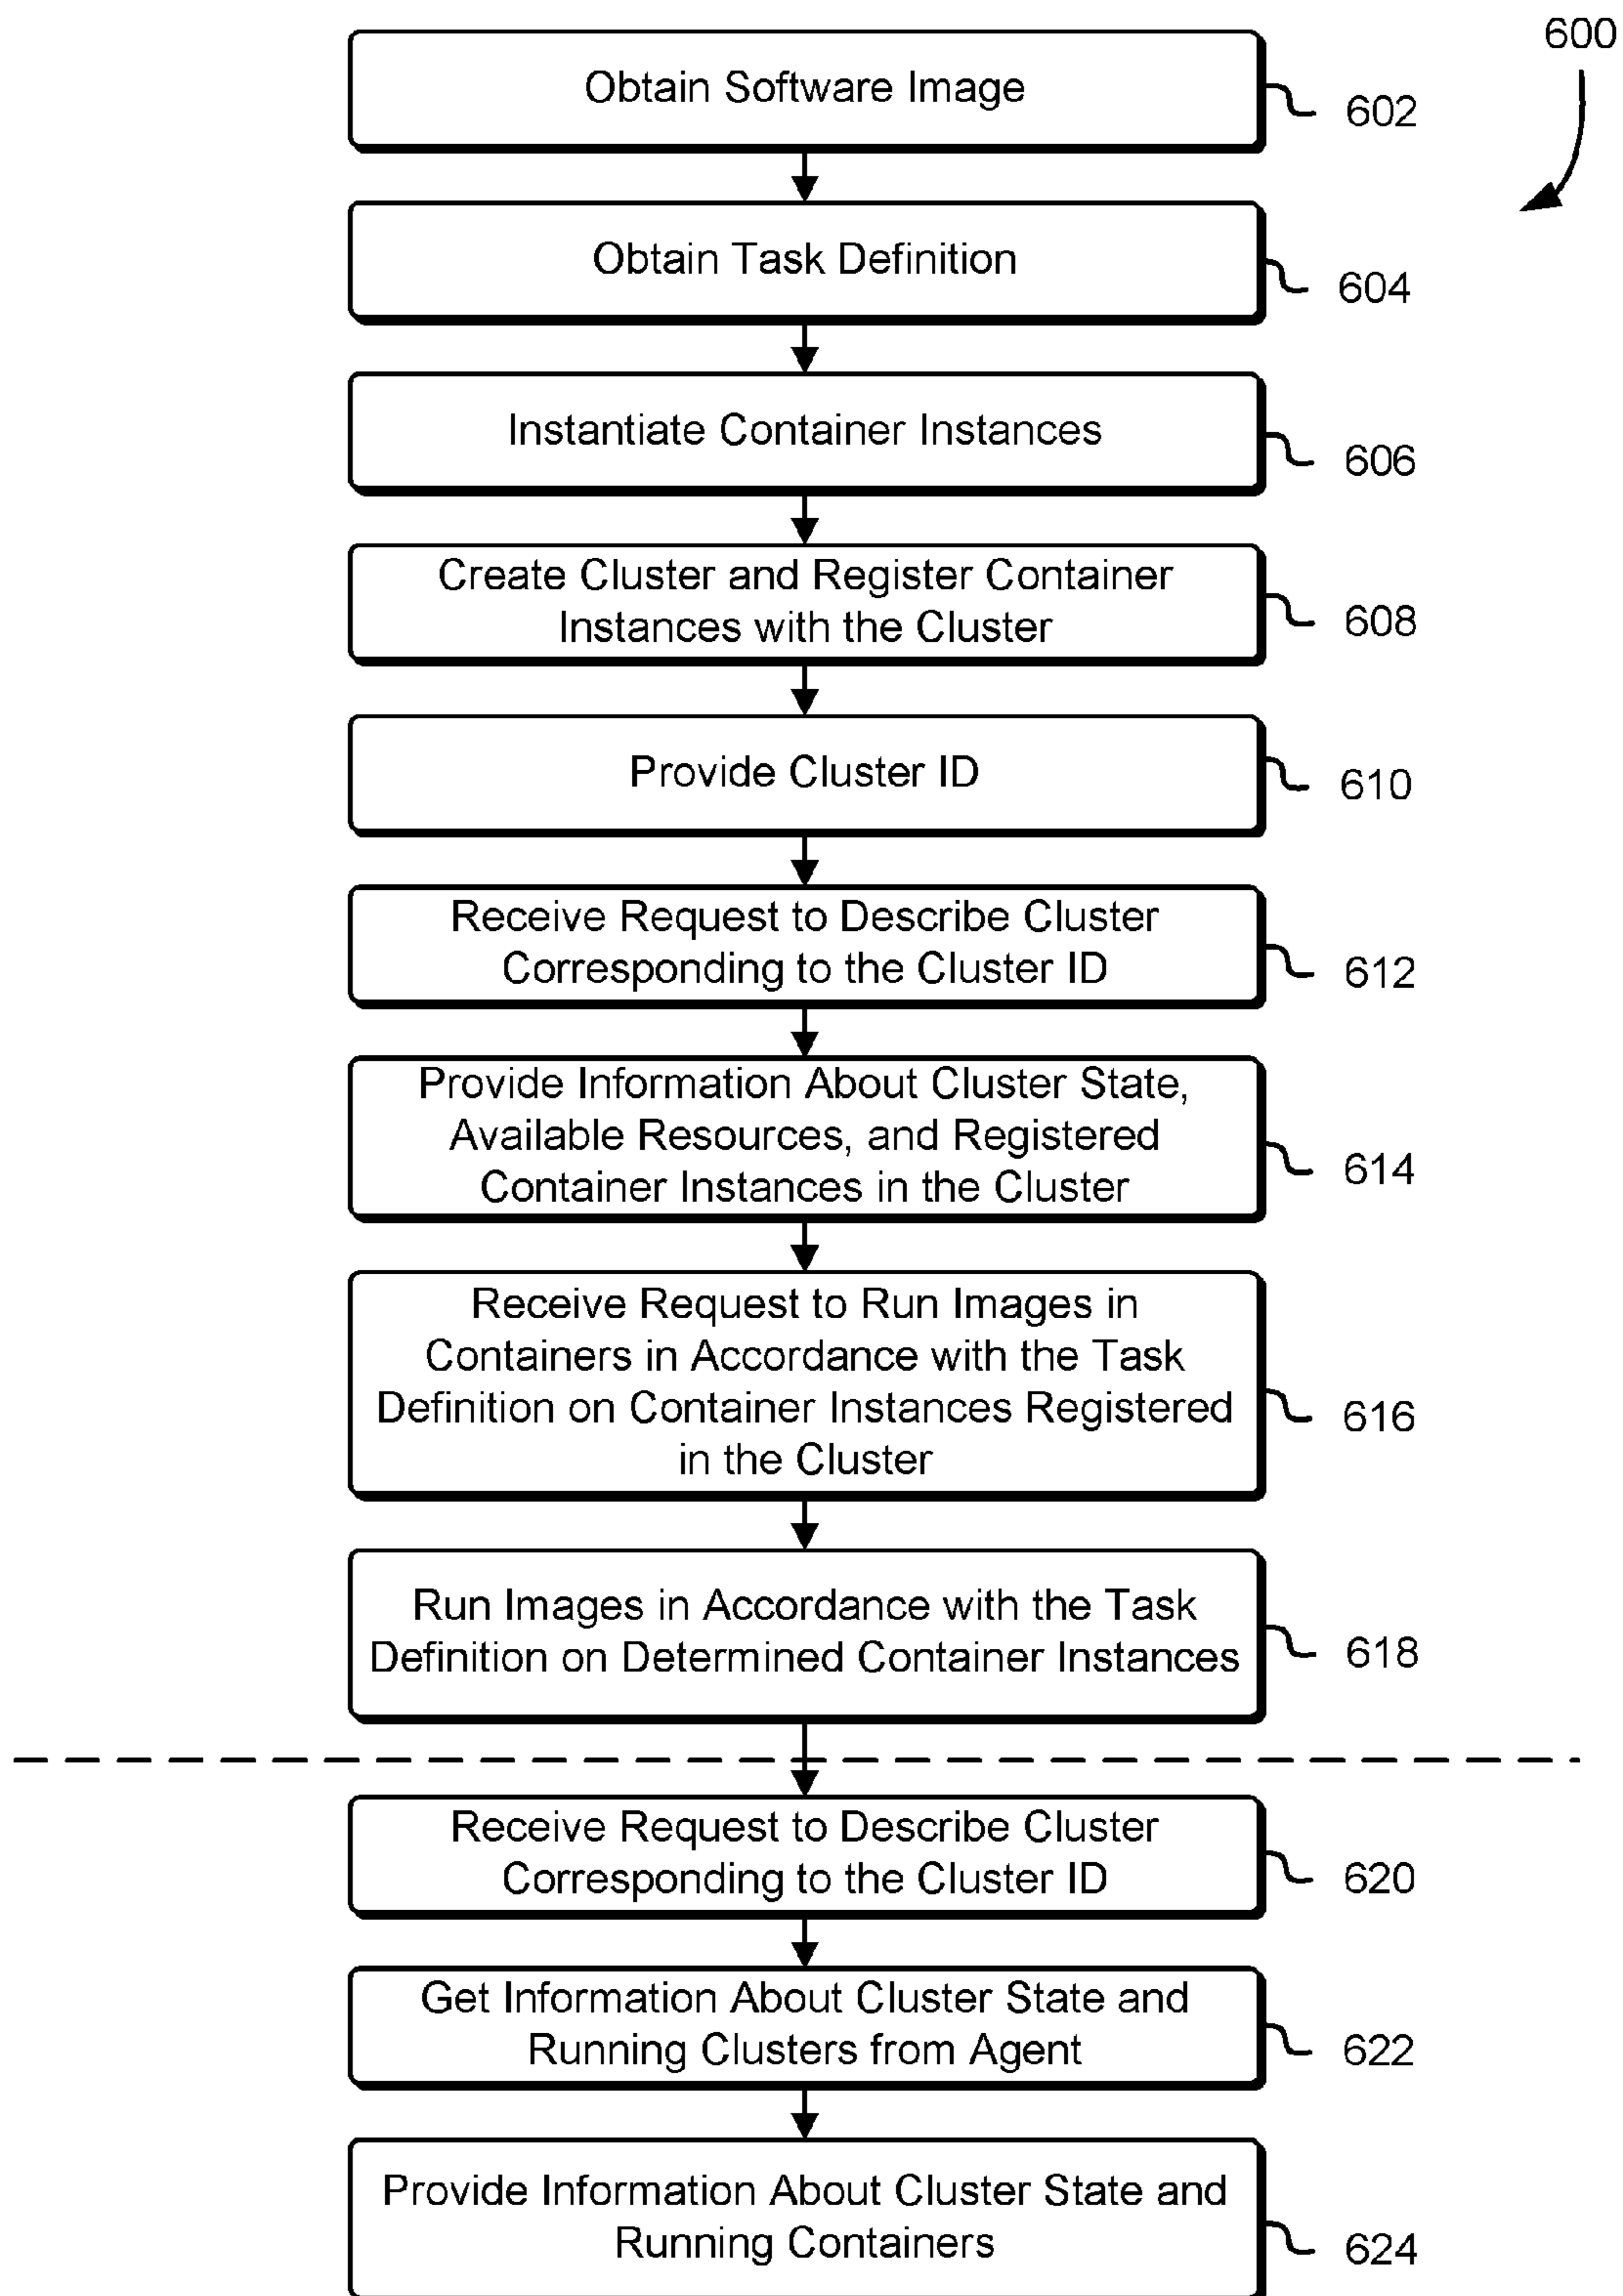 600
Obtain Software Image
602
Obtain Task Definition
604
Instantiate Container Instances
606
Create Cluster and Register Container
Instances with the Cluster
608
Provide Cluster ID
610
Receive Request to Describe Cluster
Corresponding to the Cluster ID
612
Provide Information About Cluster State,
Available Resources, and Registered
Container Instances in the Cluster
614
Receive Request to Run Images in
Containers in Accordance with the Task
Definition on Container Instances Registered
in the Cluster
616
Run Images in Accordance with the Task
Definition on Determined Container Instances
618
Receive Request to Describe Cluster
Corresponding to the Cluster ID
620
Get Information About Cluster State and
Running Clusters from Agent
622
Provide Information About Cluster State and
Running Containers
624